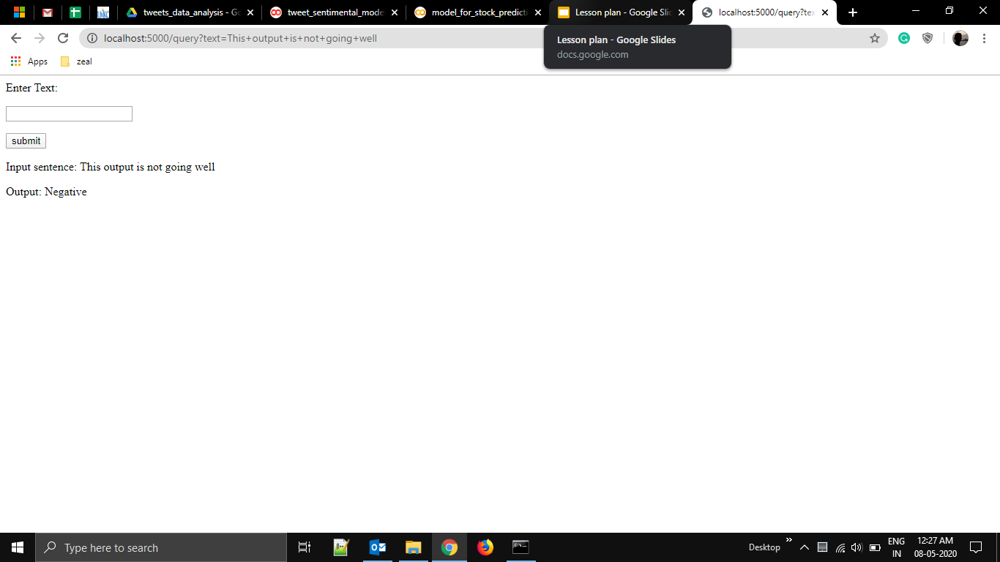 tweets_data_analysis - Go
tweet_sentimental_mode
model_for_stock_predicti
Lesson plan - Google Slid
localhost:5000/query?tex
localhost:5000/query?text=This+output+is+not+going+well
Lesson plan - Google Slides
docs.google.com
Apps
zeal
Enter Text:
submit
Input sentence: This output is not going well
Output: Negative
Type here to search
Desktop
ENG
IN
12:27 AM
08-05-2020